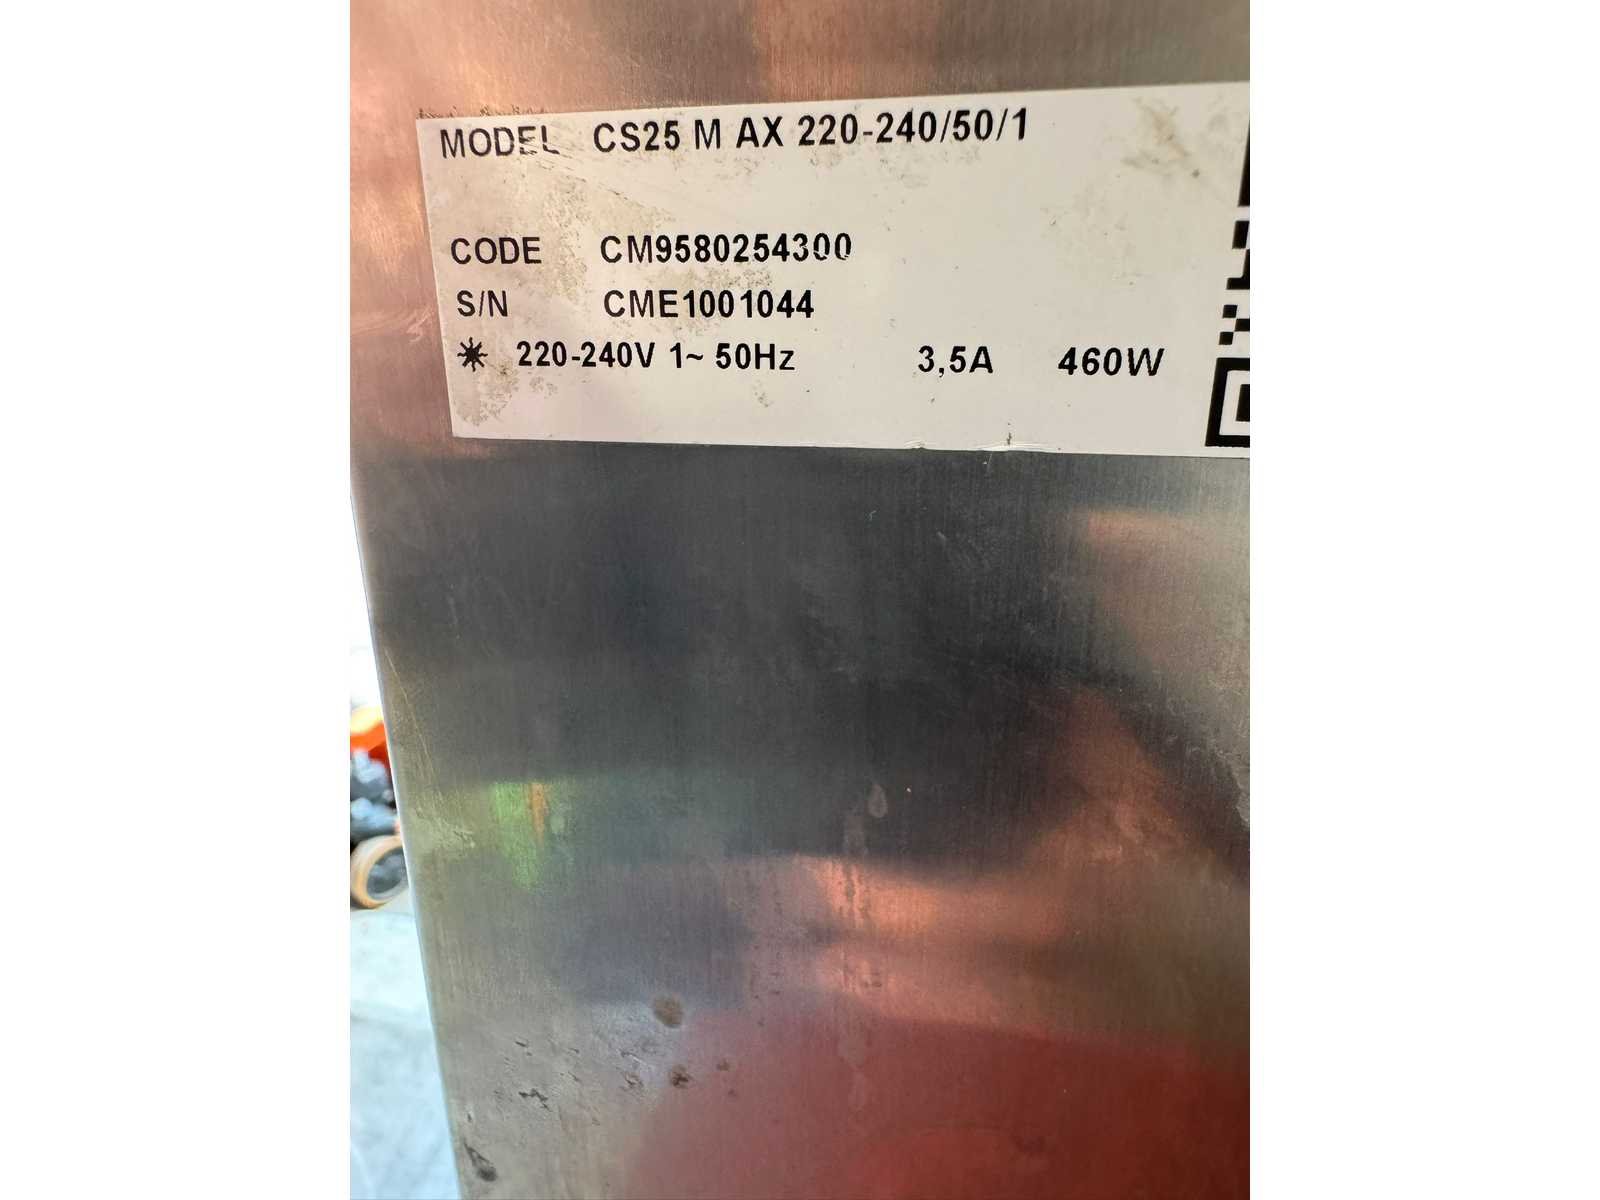 MODEL CS25 M AX 220-240/50/1
CODE CM9580254300
S/N CME1001044
220-240V 1~ 50Hz 3,5A 460W